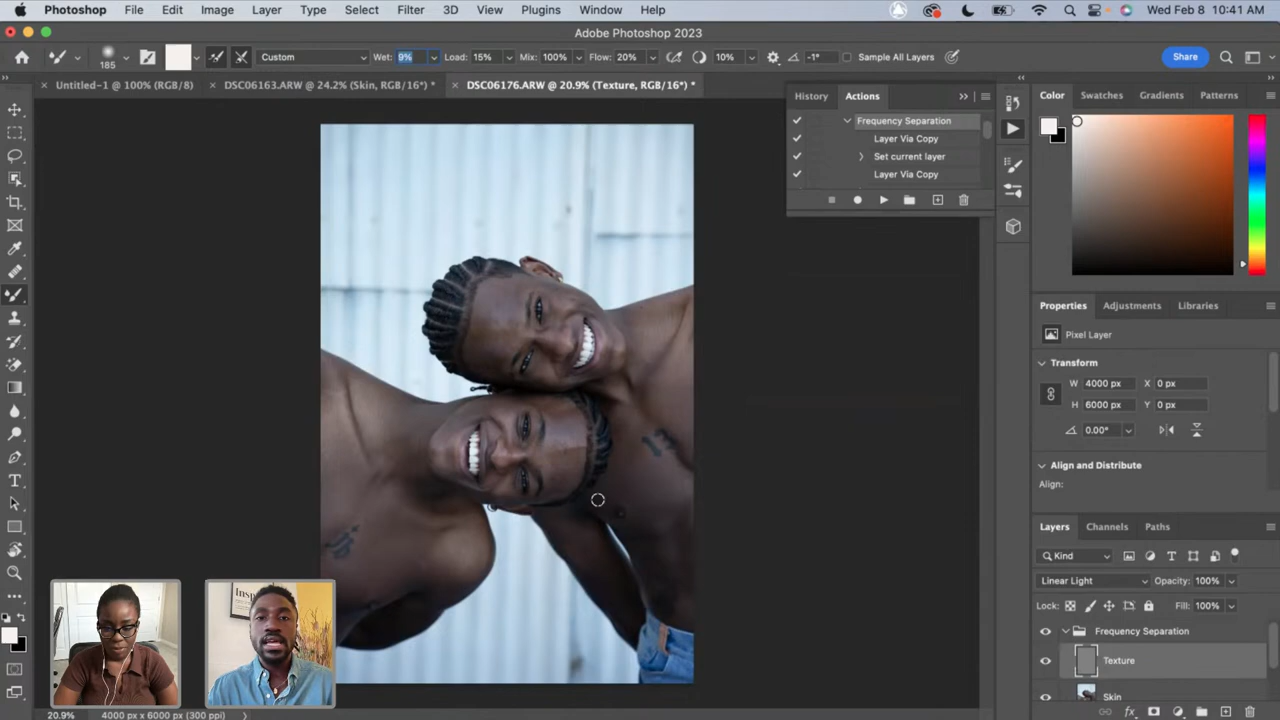 Photoshop File Edit Image Layer Type Select Filter 3D View Plugins Window Help Wed Feb 8 10:41 AM
Adobe Photoshop 2023
185 Custom Wet: 9% Load: 15% Mix: 100% Flow: 20% 10% -1° Sample All Layers Share
Untitled-1 @ 100% (RGB/8) DSC06163.ARW @ 24.2% (Skin, RGB/16*) * DSC06176.ARW @ 20.9% (Texture, RGB/16*) *
History Actions
Frequency Separation
Layer Via Copy
Set current layer
Layer Via Copy
Color Swatches Gradients Patterns
Properties Adjustments Libraries
Pixel Layer
Transform
W 4000 px X 0 px
H 6000 px Y 0 px
0.00°
Align and Distribute
Align:
Layers Channels Paths
Kind
Linear Light Opacity: 100%
Lock: Fill: 100%
Frequency Separation
Texture
Skin
13
20.9% 4000 px x 6000 px (300 ppi)